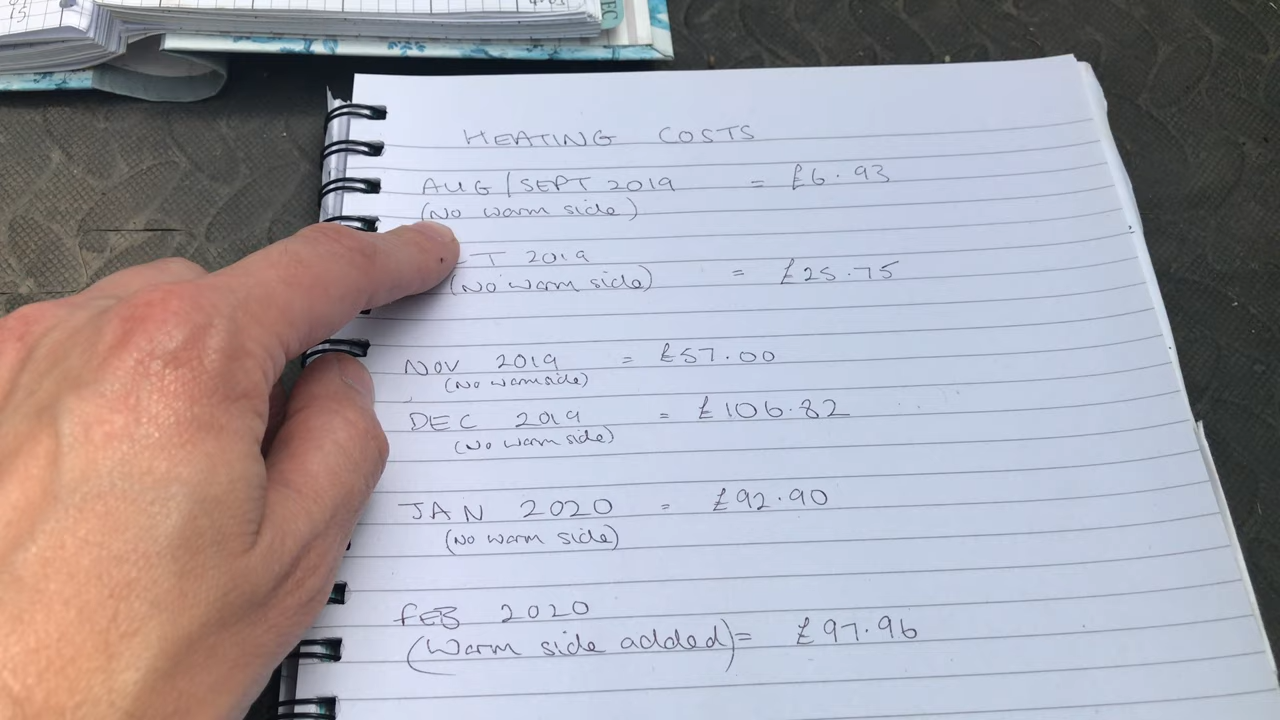 DEC
HEATING COSTS
AUG/SEPT 2019 = £6.93
(No warm side)
T 2019
(No warm side) = £25.75
NOV 2019 = £57.00
(No warm side)
DEC 2019 = £106.82
(No warm side)
JAN 2020 = £92.90
(No warm side)
FEB 2020
(Warm side added) = £97.96